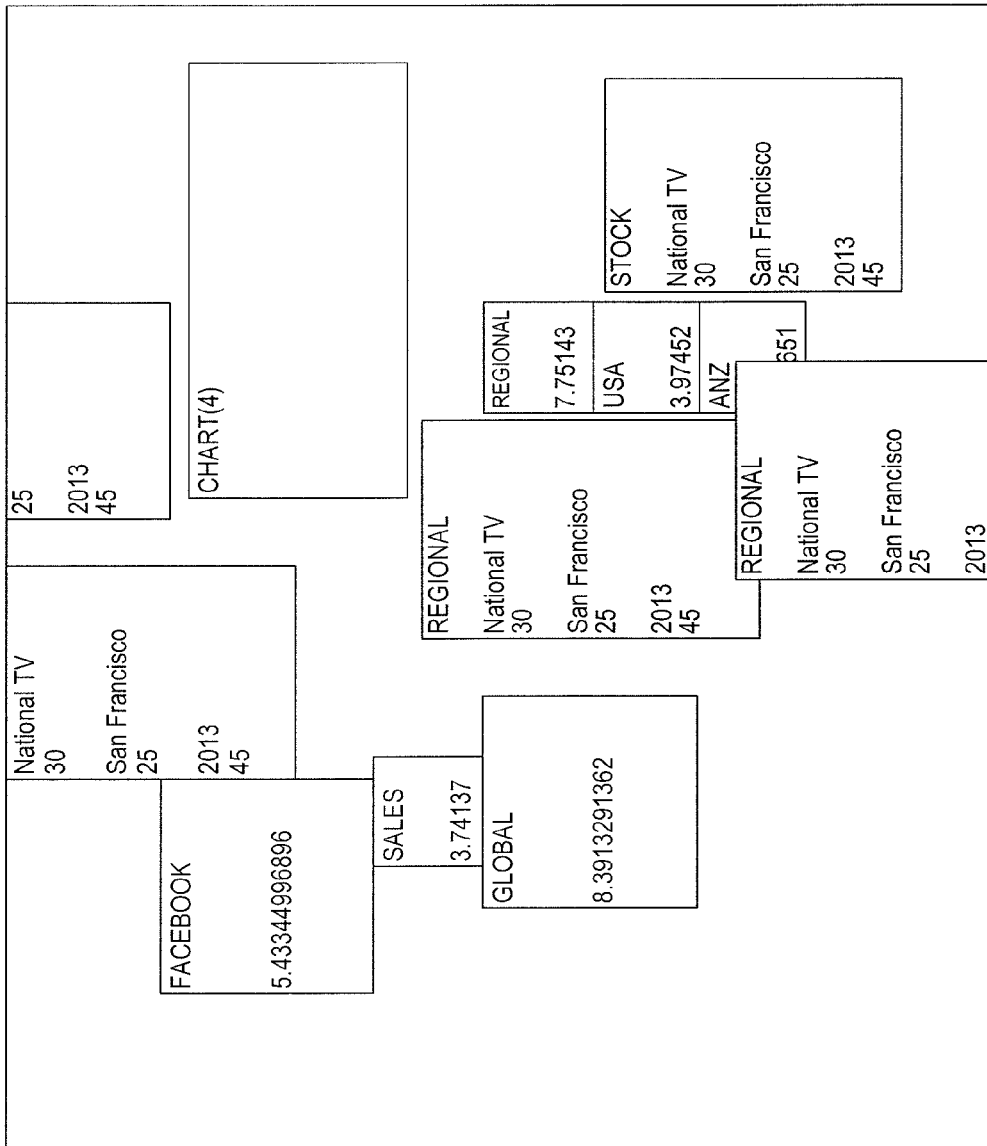 National TV
30
San Francisco
25
2013
45
25
2013
45
FACEBOOK
5.43344996896
CHART(4)
SALES
3.74137
GLOBAL
8.3913291362
REGIONAL
National TV
30
San Francisco
25
2013
45
REGIONAL
7.75143
USA
3.97452
ANZ
651
STOCK
National TV
30
San Francisco
25
2013
45
REGIONAL
National TV
30
San Francisco
25
2013